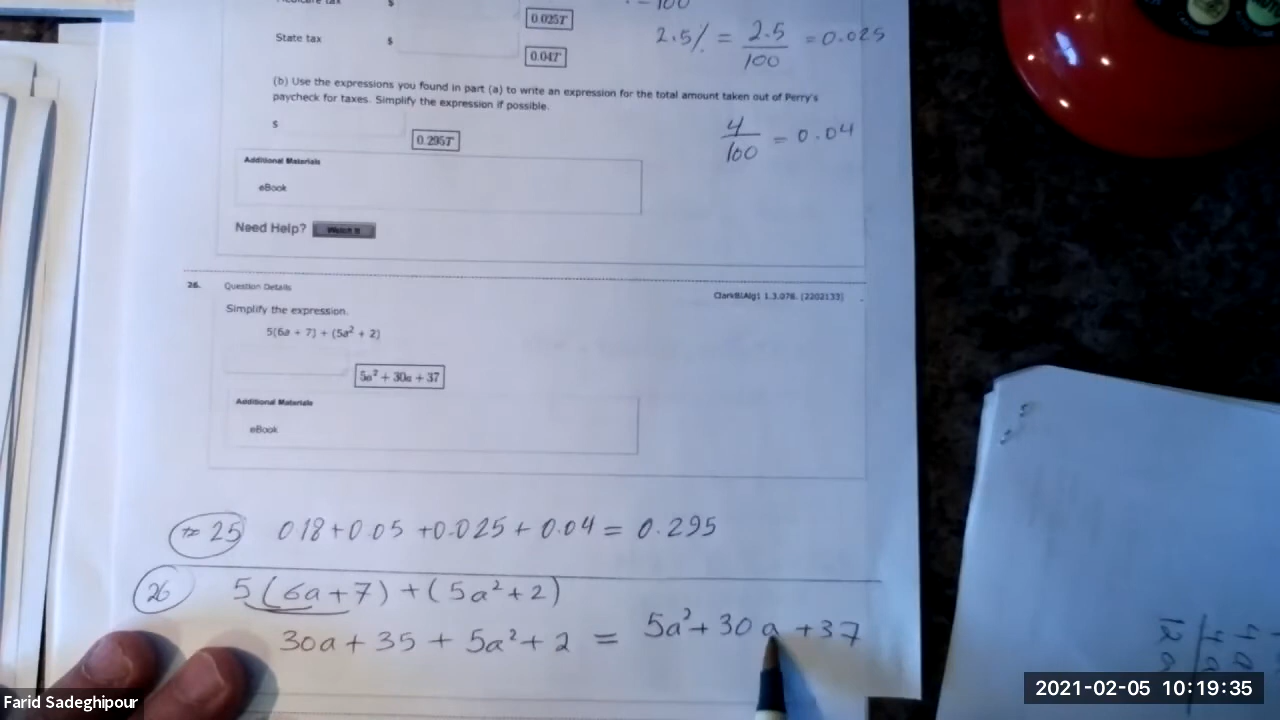 Medicare tax $
0.025T
State tax $
0.04T
100
2.5% = 2.5/100 = 0.025
4/100 = 0.04
(b) Use the expressions you found in part (a) to write an expression for the total amount taken out of Perry's
paycheck for taxes. Simplify the expression if possible.
$
0.295T
Additional Materials
eBook
Need Help? Watch It
26. Question Details
ClarkBIAlg1 1.3.078. [2202133]
Simplify the expression.
5(6a + 7) + (5a² + 2)
5a² + 30a + 37
Additional Materials
eBook
25 018+0.05 +0.025+ 0.04 = 0.295
26 5(6a+7)+(5a²+2)
30a+35+5a²+2 = 5a²+30a+37
Farid Sadeghipour
2021-02-05 10:19:35